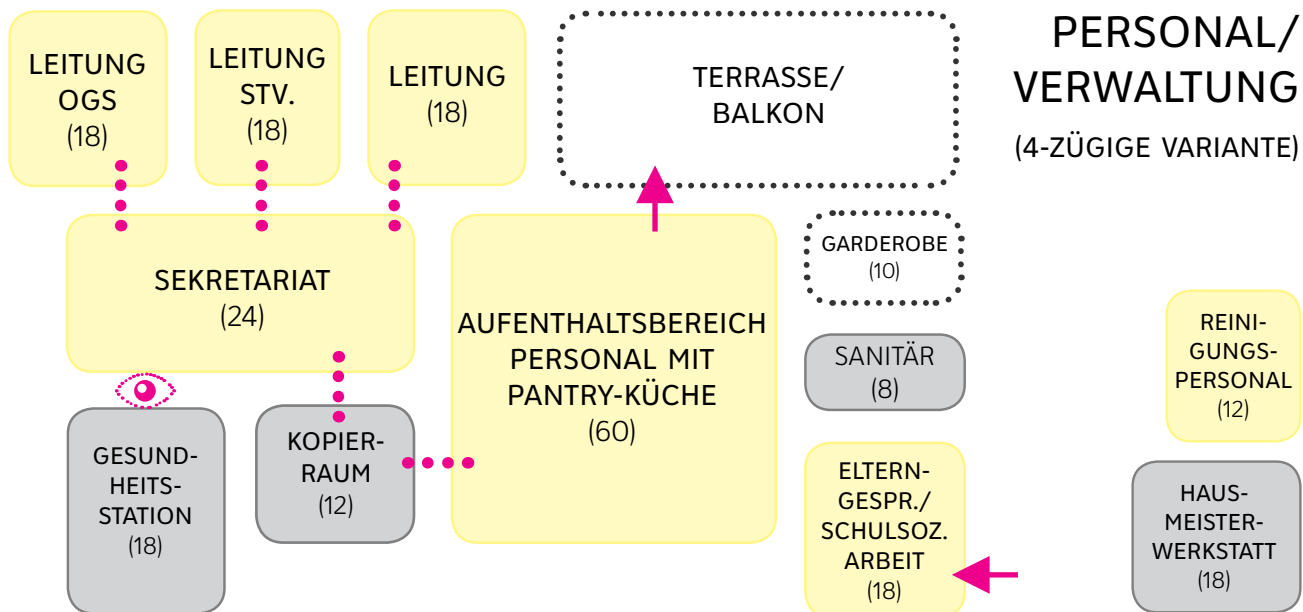 PERSONAL/
VERWALTUNG
(4-ZÜGIGE VARIANTE)
LEITUNG
OGS
(18)
LEITUNG
STV.
(18)
LEITUNG
(18)
TERRASSE/
BALKON
SEKRETARIAT
(24)
AUFENTHALTSBEREICH
PERSONAL MIT
PANTRY-KÜCHE
(60)
GARDEROBE
(10)
SANITÄR
(8)
REINI-
GUNGS-
PERSONAL
(12)
GESUND-
HEITS-
STATION
(18)
KOPIER-
RAUM
(12)
ELTERN-
GESPR./
SCHULSOZ.
ARBEIT
(18)
HAUS-
MEISTER-
WERKSTATT
(18)